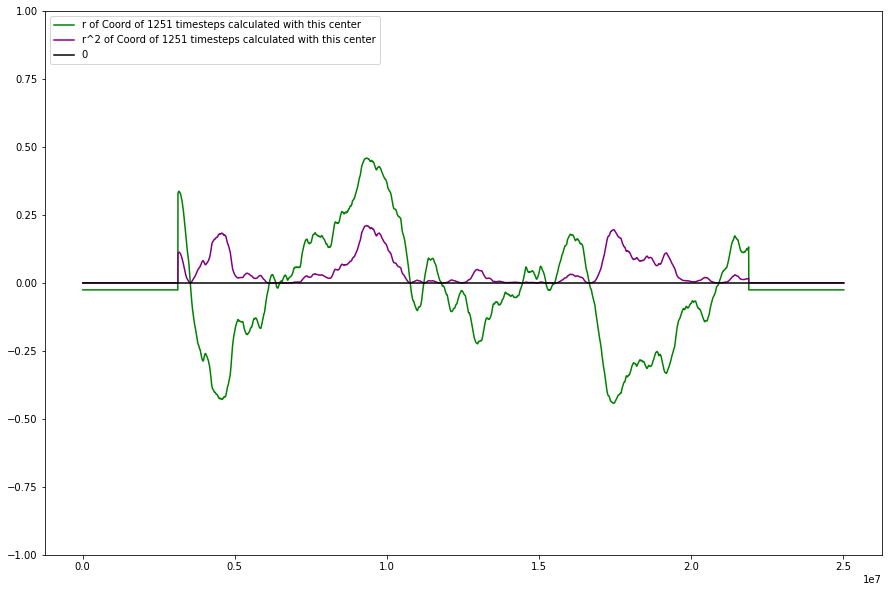 1.00
r of Coord of 1251 timesteps calculated with this center
r^2 of Coord of 1251 timesteps calculated with this center
0
0.75
0.50
0.25
0.00
−0.25
−0.50
−0.75
−1.00
0.0 0.5 1.0 1.5 2.0 2.5
1e7